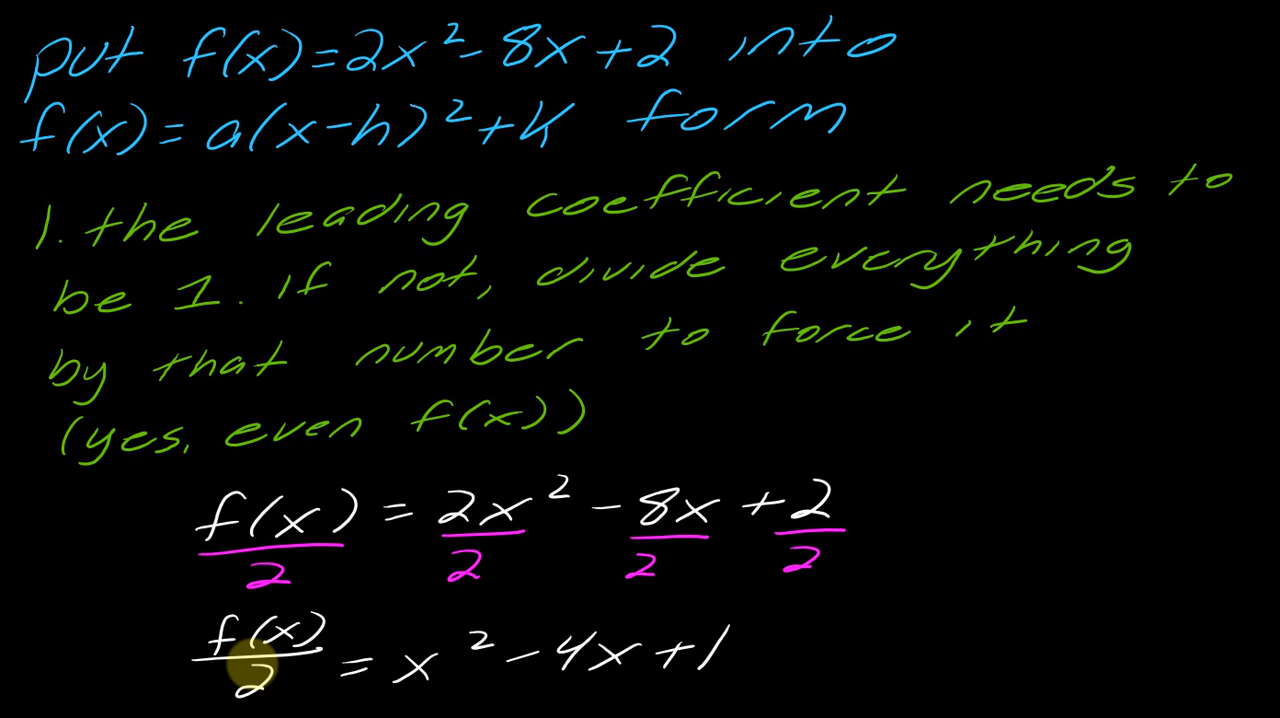 put f(x)=2x²-8x+2 into
f(x)=a(x-h)²+k form
1. the leading coefficient needs to
be 1. if not, divide everything
by that number to force it
(yes, even f(x))
f(x) = 2x² - 8x + 2
2 2 2 2
f(x)/2 = x² - 4x + 1